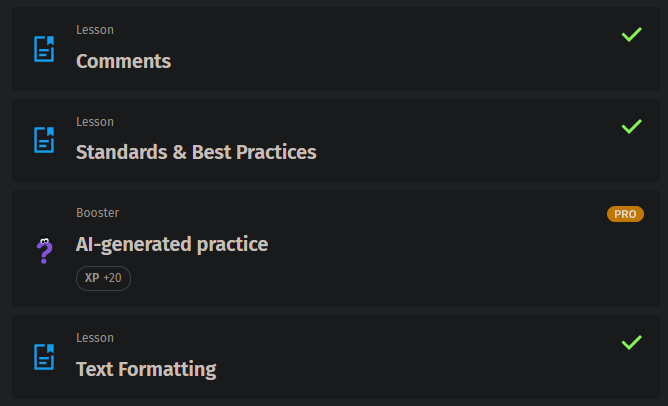 Lesson
Comments
Lesson
Standards & Best Practices
Booster
PRO
AI-generated practice
XP +20
Lesson
Text Formatting